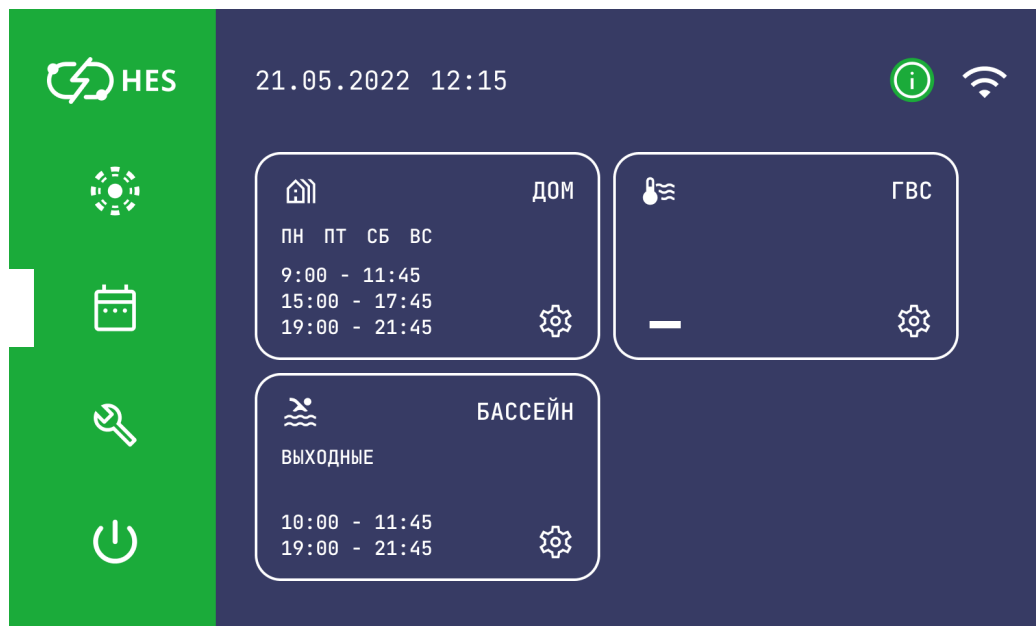 HES
21.05.2022 12:15
ДОМ
ПН ПТ СБ ВС
9:00 - 11:45
15:00 - 17:45
19:00 - 21:45
ГВС
БАССЕЙН
ВЫХОДНЫЕ
10:00 - 11:45
19:00 - 21:45